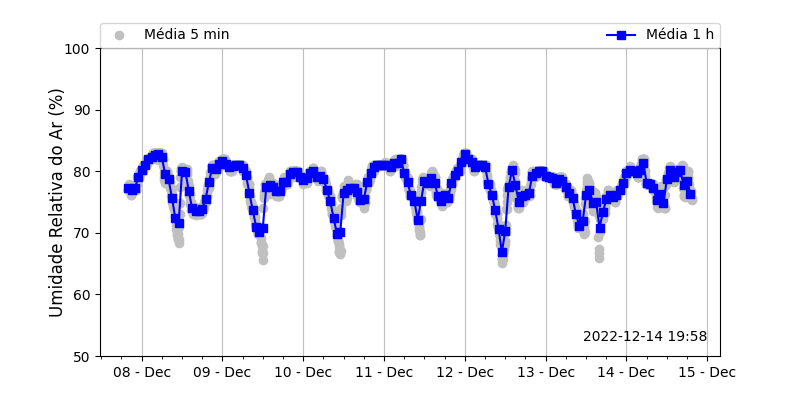 Média 5 min Média 1 h
Umidade Relativa do Ar (%)
100
90
80
70
60
50
2022-12-14 19:58
08 - Dec 09 - Dec 10 - Dec 11 - Dec 12 - Dec 13 - Dec 14 - Dec 15 - Dec